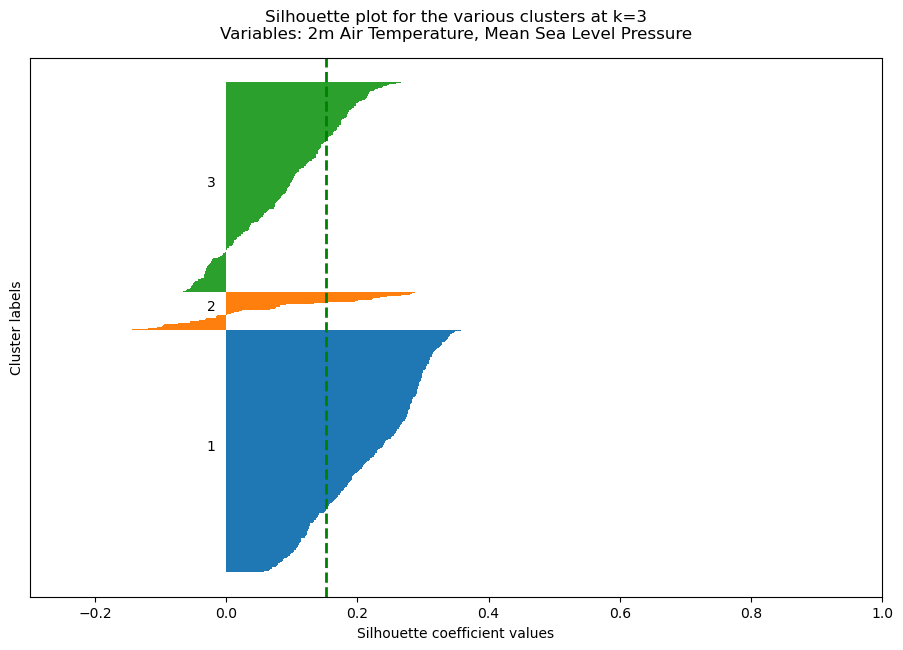 Silhouette plot for the various clusters at k=3
Variables: 2m Air Temperature, Mean Sea Level Pressure
3
2
1
Cluster labels
−0.2 0.0 0.2 0.4 0.6 0.8 1.0
Silhouette coefficient values